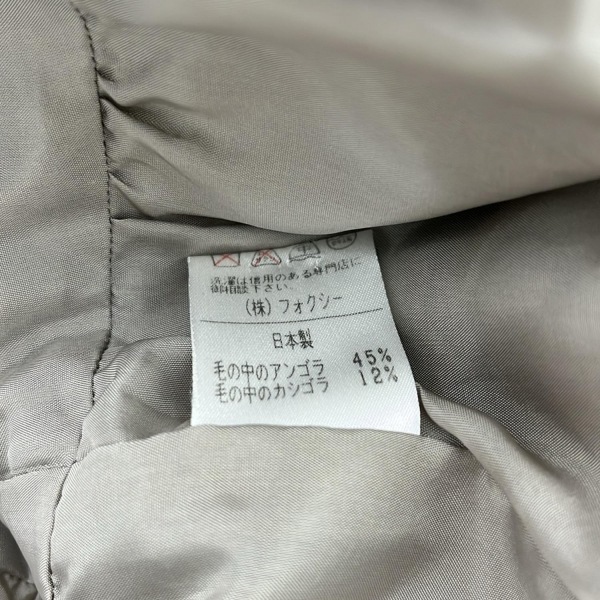 洗濯は信用のある専門店に
御相談下さい。
(株)フォクシー
日本製
毛の中のアンゴラ 45%
毛の中のカシゴラ 12%